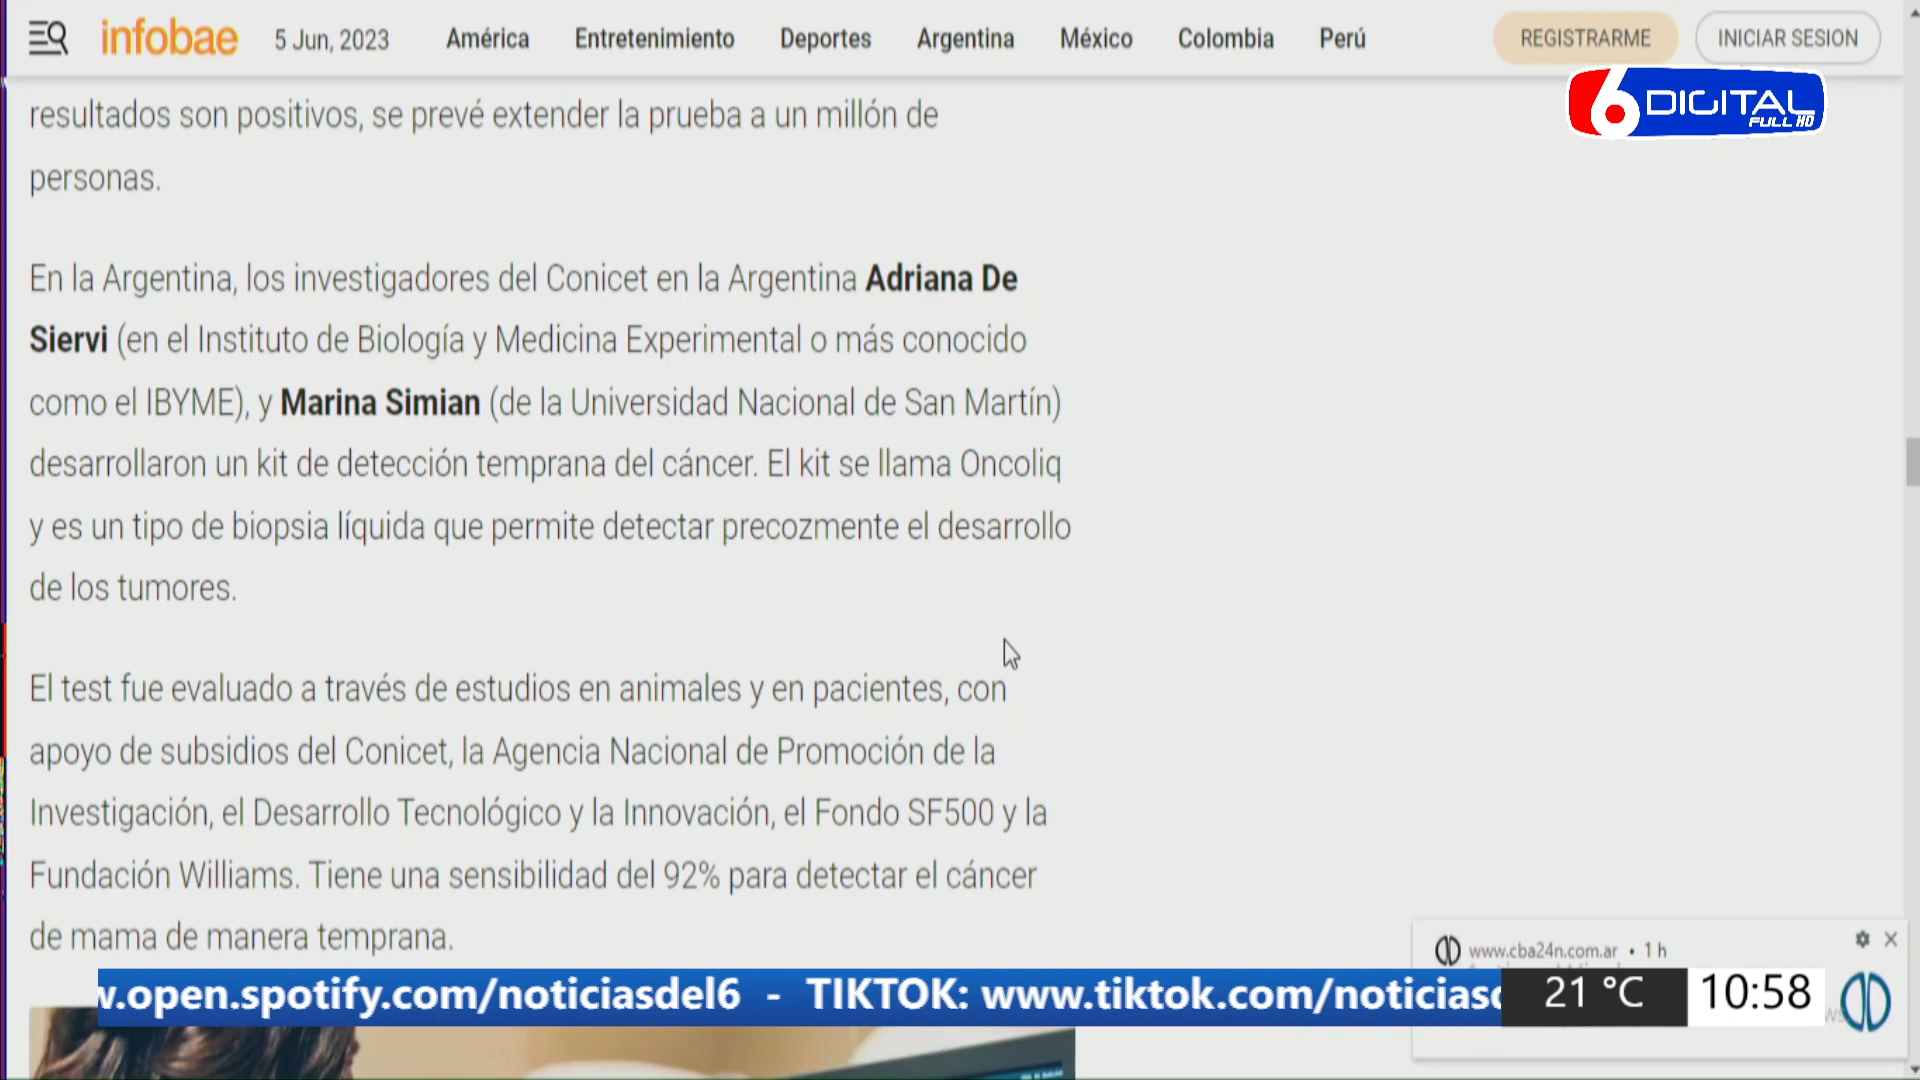 infobae
5 Jun, 2023
América
Entretenimiento
Deportes
Argentina
México
Colombia
Perú
REGISTRARME
INICIAR SESION
6 DIGITAL
FULL HD
resultados son positivos, se prevé extender la prueba a un millón de
personas.
En la Argentina, los investigadores del Conicet en la Argentina Adriana De
Siervi (en el Instituto de Biología y Medicina Experimental o más conocido
como el IBYME), y Marina Simian (de la Universidad Nacional de San Martín)
desarrollaron un kit de detección temprana del cáncer. El kit se llama Oncoliq
y es un tipo de biopsia líquida que permite detectar precozmente el desarrollo
de los tumores.
El test fue evaluado a través de estudios en animales y en pacientes, con
apoyo de subsidios del Conicet, la Agencia Nacional de Promoción de la
Investigación, el Desarrollo Tecnológico y la Innovación, el Fondo SF500 y la
Fundación Williams. Tiene una sensibilidad del 92% para detectar el cáncer
de mama de manera temprana.
www.cba24n.com.ar • 1 h
w.open.spotify.com/noticiasdel6 - TIKTOK: www.tiktok.com/noticiasd
21 °C
10:58